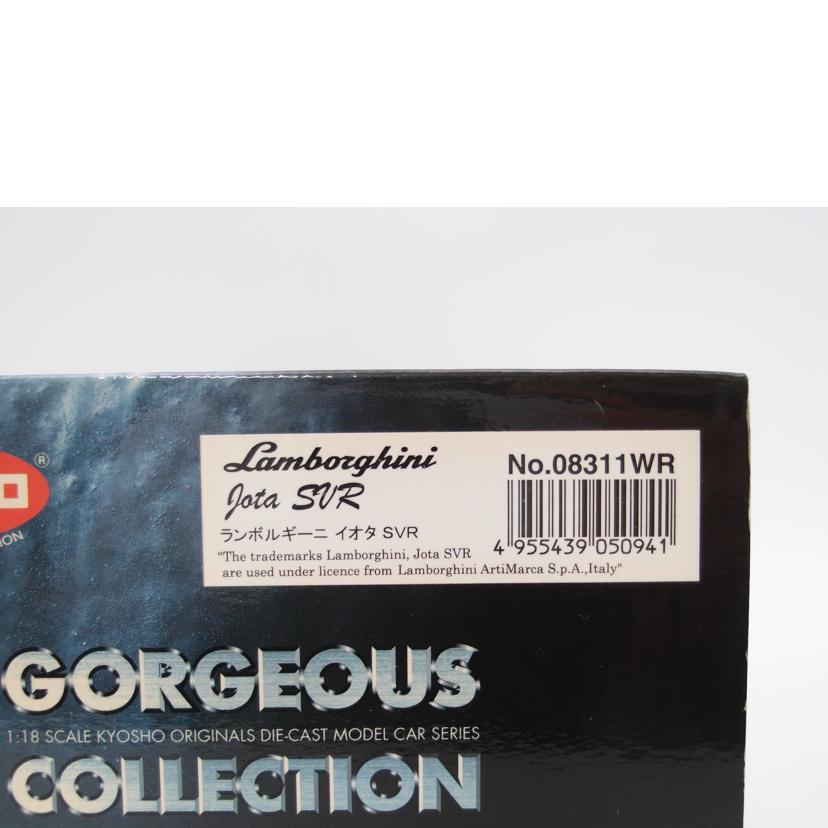 Lamborghini
Jota SVR
ランボルギーニ イオタ SVR
"The trademarks Lamborghini, Jota SVR
are used under licence from Lamborghini ArtiMarca S.p.A.,Italy"
No.08311WR
4 955439 050941
®
GORGEOUS
1:18 SCALE KYOSHO ORIGINALS DIE-CAST MODEL CAR SERIES
COLLECTION